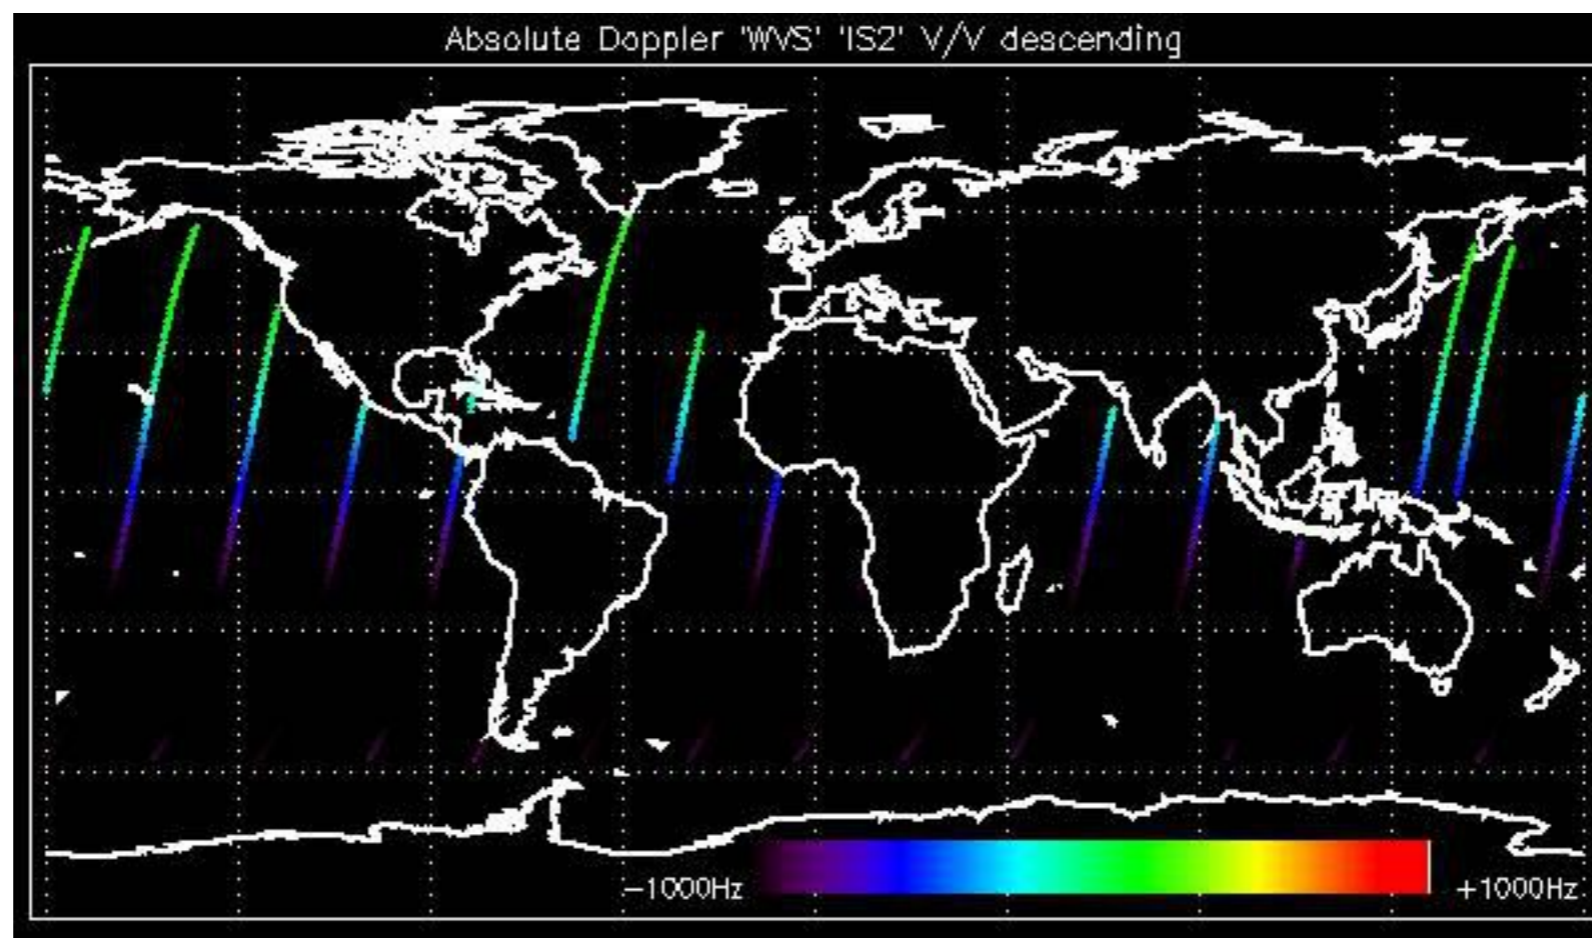 Absolute Doppler 'WVS' 'IS2' V/V descending
−1000Hz +1000Hz